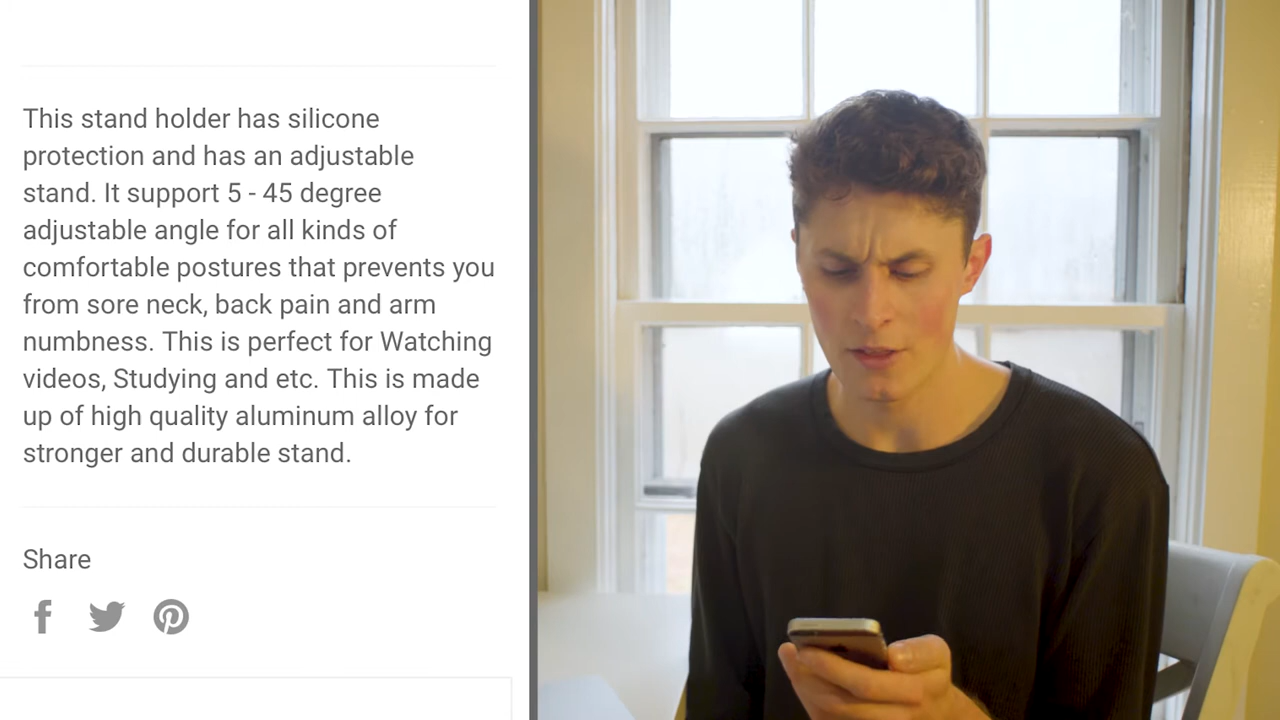 This stand holder has silicone
protection and has an adjustable
stand. It support 5 - 45 degree
adjustable angle for all kinds of
comfortable postures that prevents you
from sore neck, back pain and arm
numbness. This is perfect for Watching
videos, Studying and etc. This is made
up of high quality aluminum alloy for
stronger and durable stand.
Share